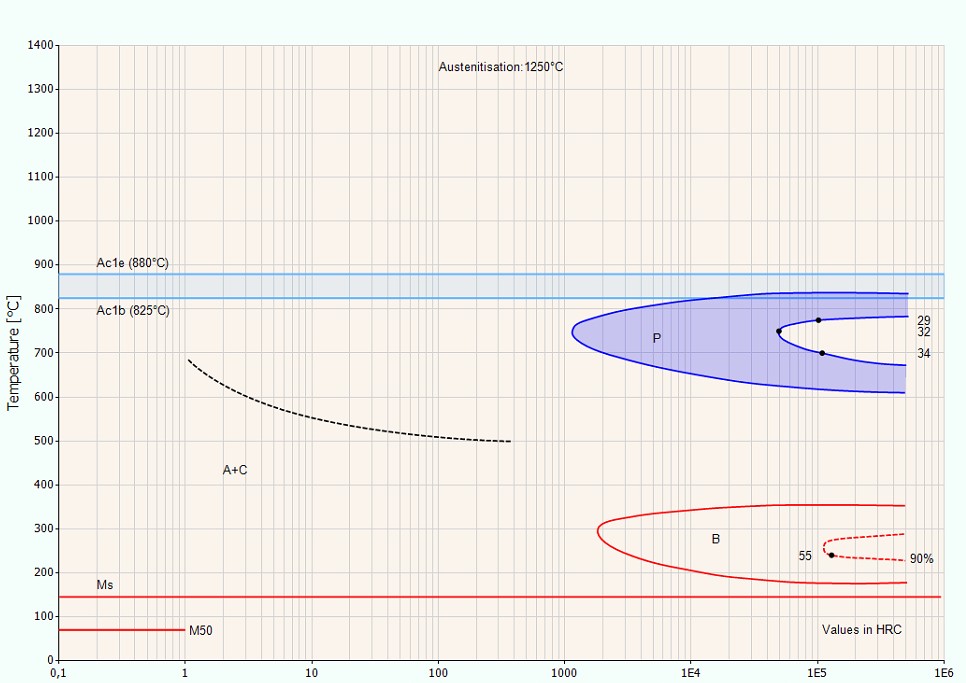 1400
Austenitisation:1250°C
1300
1200
1100
1000
900
Ac1e (880°C)
Ac1b (825°C)
800
29
32
P
700
34
600
500
A+C
400
300
B
55
90%
200
Ms
100
M50
Values in HRC
0
0,1
1
10
100
1000
1E4
1E5
1E6
Temperature [°C]